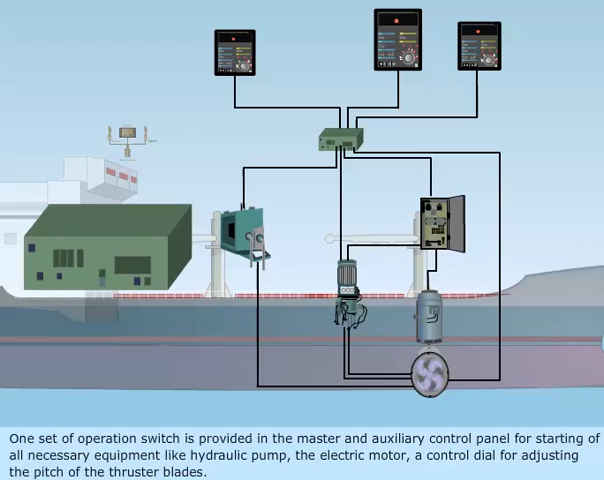 One set of operation switch is provided in the master and auxiliary control panel for starting of
all necessary equipment like hydraulic pump, the electric motor, a control dial for adjusting
the pitch of the thruster blades.